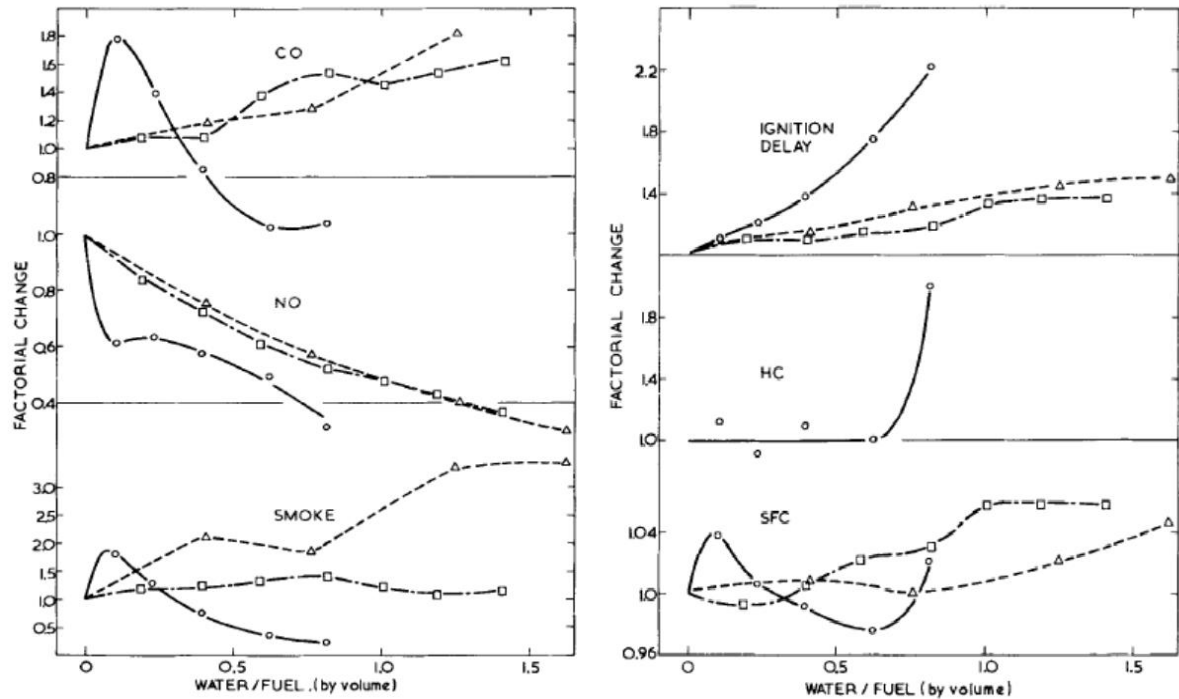 CO
1.8
1.6
1.4
1.2
1.0
0.8
NO
1.0
0.8
0.6
0.4
SMOKE
3.0
2.5
2.0
1.5
1.0
0.5
FACTORIAL CHANGE
0 0.5 1.0 1.5
WATER/FUEL.(by volume)
2.2
1.8
1.4
IGNITION
DELAY
1.8
1.4
1.0
HC
SFC
1.04
1.0
0.96
FACTORIAL CHANGE
0 0.5 1.0 1.5
WATER/FUEL (by volume)